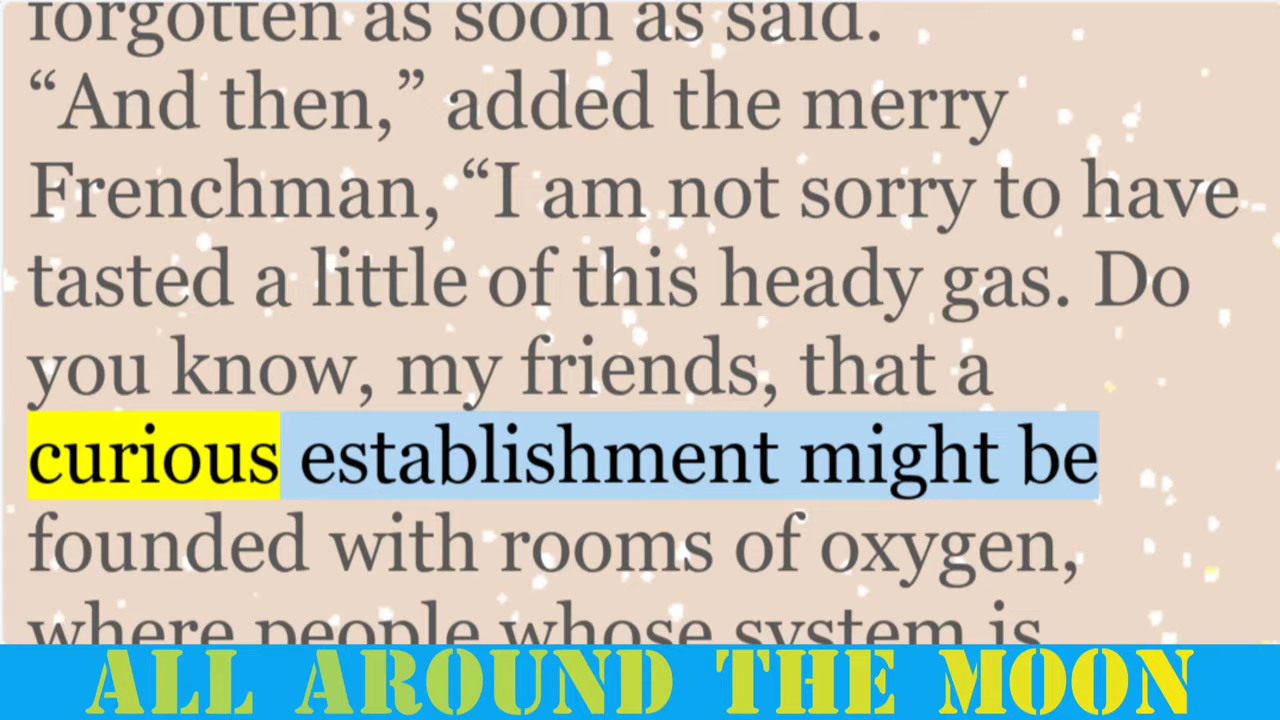 forgotten as soon as said.
“And then,” added the merry
Frenchman, “I am not sorry to have
tasted a little of this heady gas. Do
you know, my friends, that a
curious establishment might be
founded with rooms of oxygen,
where people whose system is
ALL AROUND THE MOON